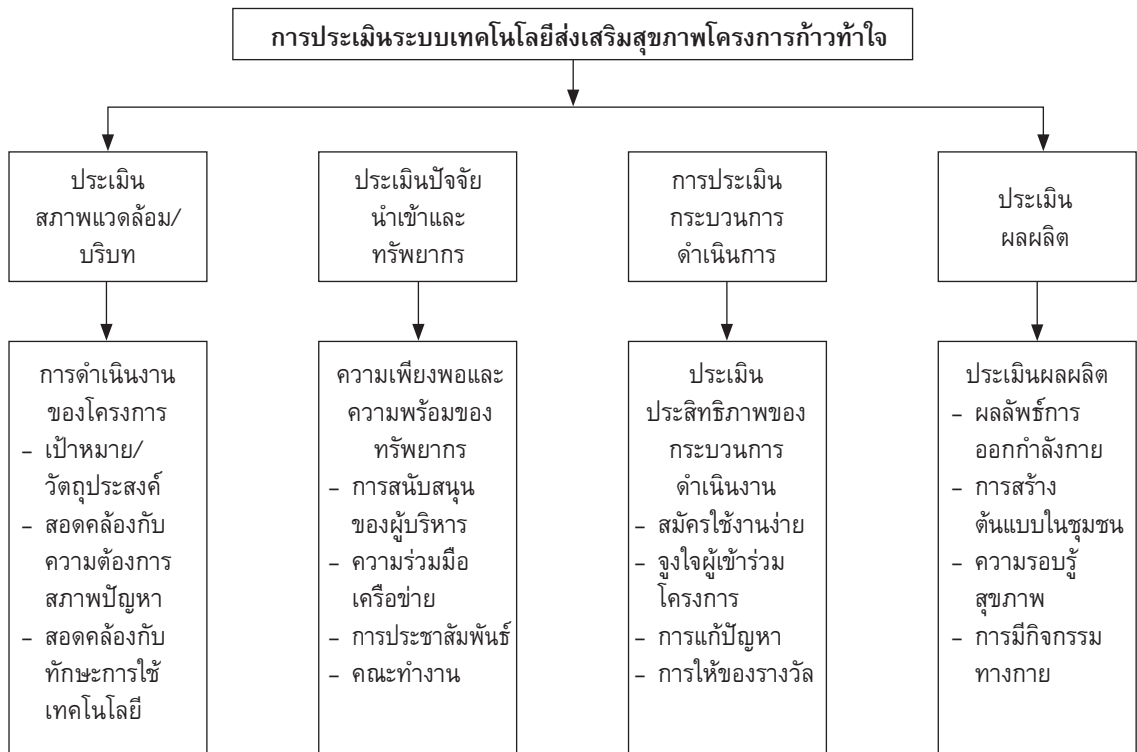 การประเมินระบบเทคโนโลยีส่งเสริมสุขภาพโครงการก้าวท้าใจ
ประเมิน
สภาพแวดล้อม/
บริบท
ประเมินปัจจัย
นำเข้าและ
ทรัพยากร
การประเมิน
กระบวนการ
ดำเนินการ
ประเมิน
ผลผลิต
การดำเนินงาน
ของโครงการ
– เป้าหมาย/
วัตถุประสงค์
– สอดคล้องกับ
ความต้องการ
สภาพปัญหา
– สอดคล้องกับ
ทักษะการใช้
เทคโนโลยี
ความเพียงพอและ
ความพร้อมของ
ทรัพยากร
– การสนับสนุน
ของผู้บริหาร
– ความร่วมมือ
เครือข่าย
– การประชาสัมพันธ์
– คณะทำงาน
ประเมิน
ประสิทธิภาพของ
กระบวนการ
ดำเนินงาน
– สมัครใช้งานง่าย
– จูงใจผู้เข้าร่วม
โครงการ
– การแก้ปัญหา
– การให้ของรางวัล
ประเมินผลผลิต
– ผลลัพธ์การ
ออกกำลังกาย
– การสร้าง
ต้นแบบในชุมชน
– ความรอบรู้
สุขภาพ
– การมีกิจกรรม
ทางกาย